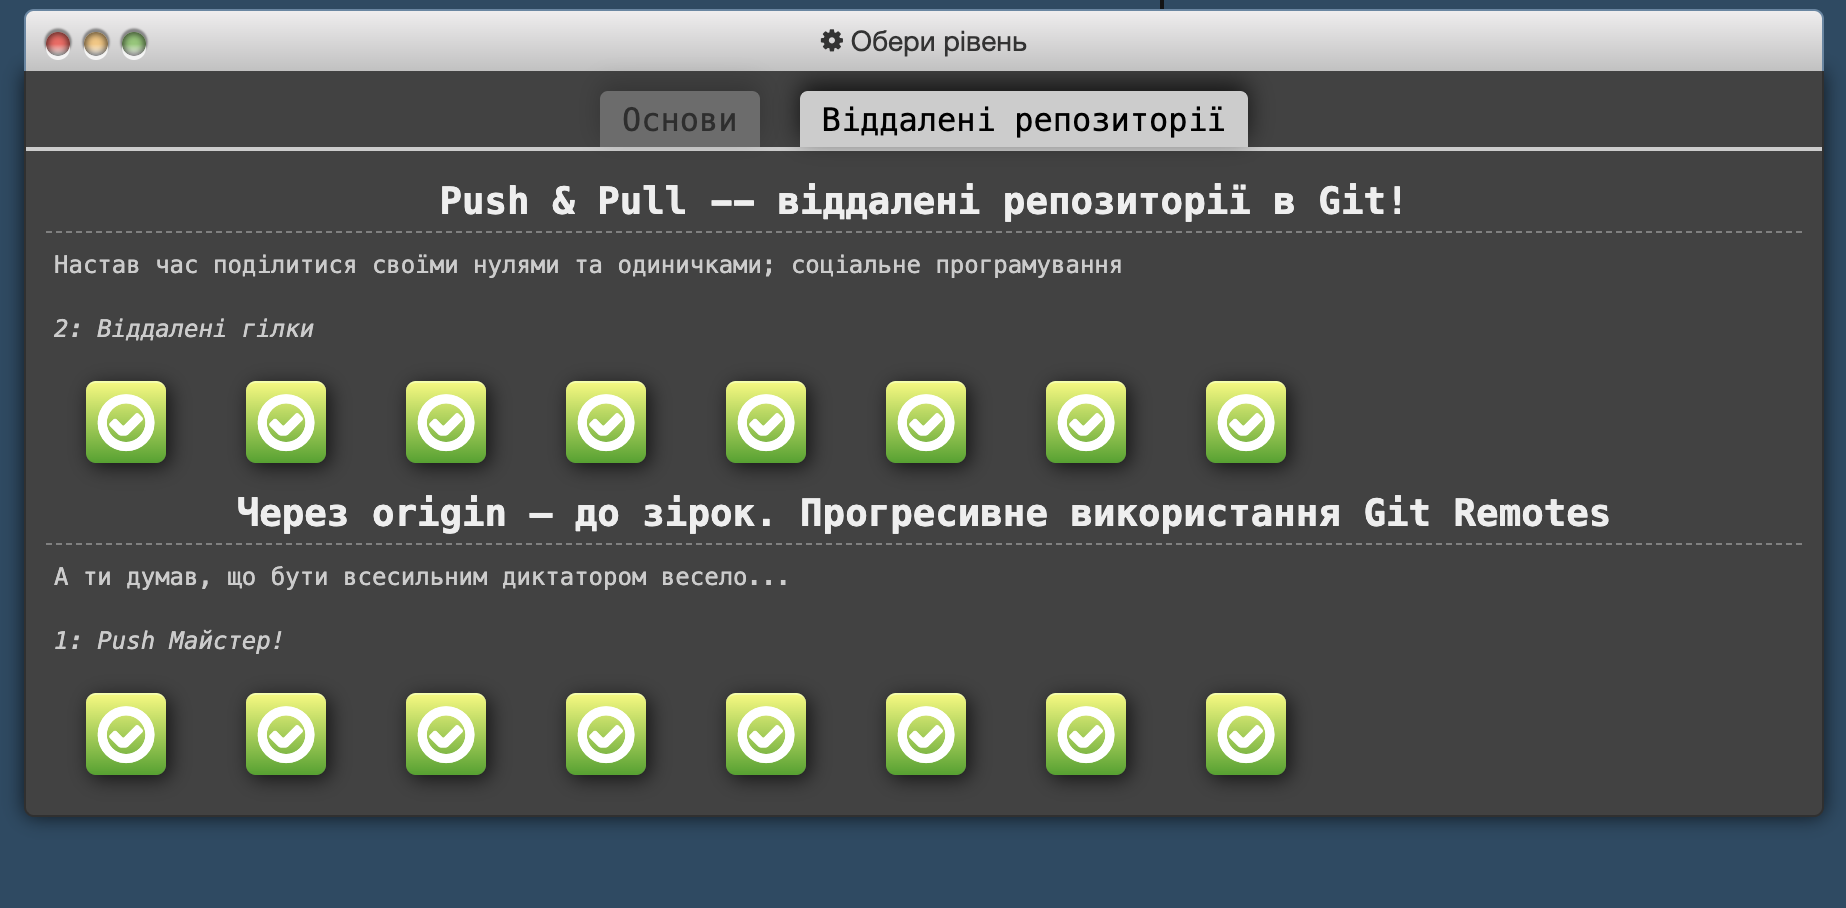 Обери рівень
Основи
Віддалені репозиторії
Push & Pull -- віддалені репозиторії в Git!
Настав час поділитися своїми нулями та одиничками; соціальне програмування
2: Віддалені гілки
Через origin – до зірок. Прогресивне використання Git Remotes
А ти думав, що бути всесильним диктатором весело...
1: Push Майстер!